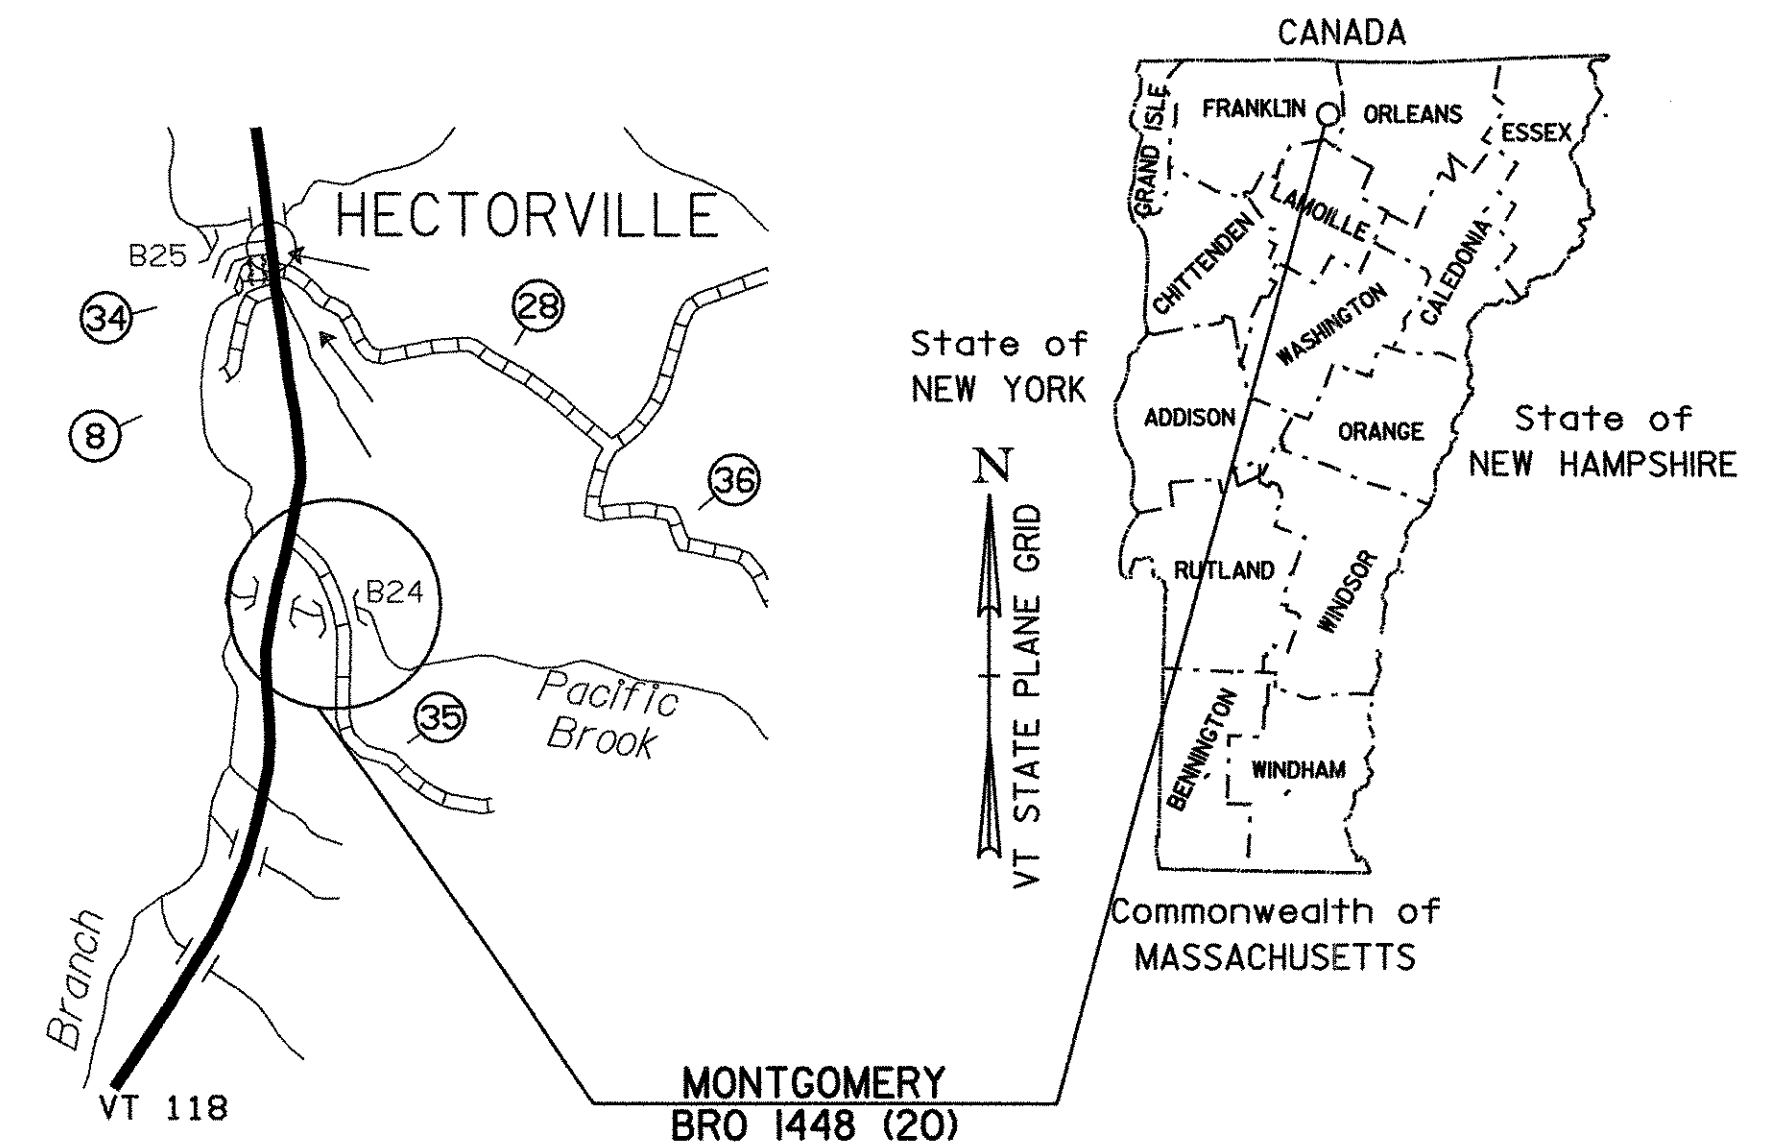 HECTORVILLE
B25
34
28
8
36
B24
35
Pacific
Brook
Branch
VT 118
N
VT STATE PLANE GRID
CANADA
GRAND ISLE
FRANKLIN
ORLEANS
ESSEX
LAMOILLE
CHITTENDEN
CALEDONIA
WASHINGTON
State of
NEW YORK
ADDISON
ORANGE
State of
NEW HAMPSHIRE
RUTLAND
WINDSOR
BENNINGTON
WINDHAM
Commonwealth of
MASSACHUSETTS
MONTGOMERY
BRO 1448 (20)